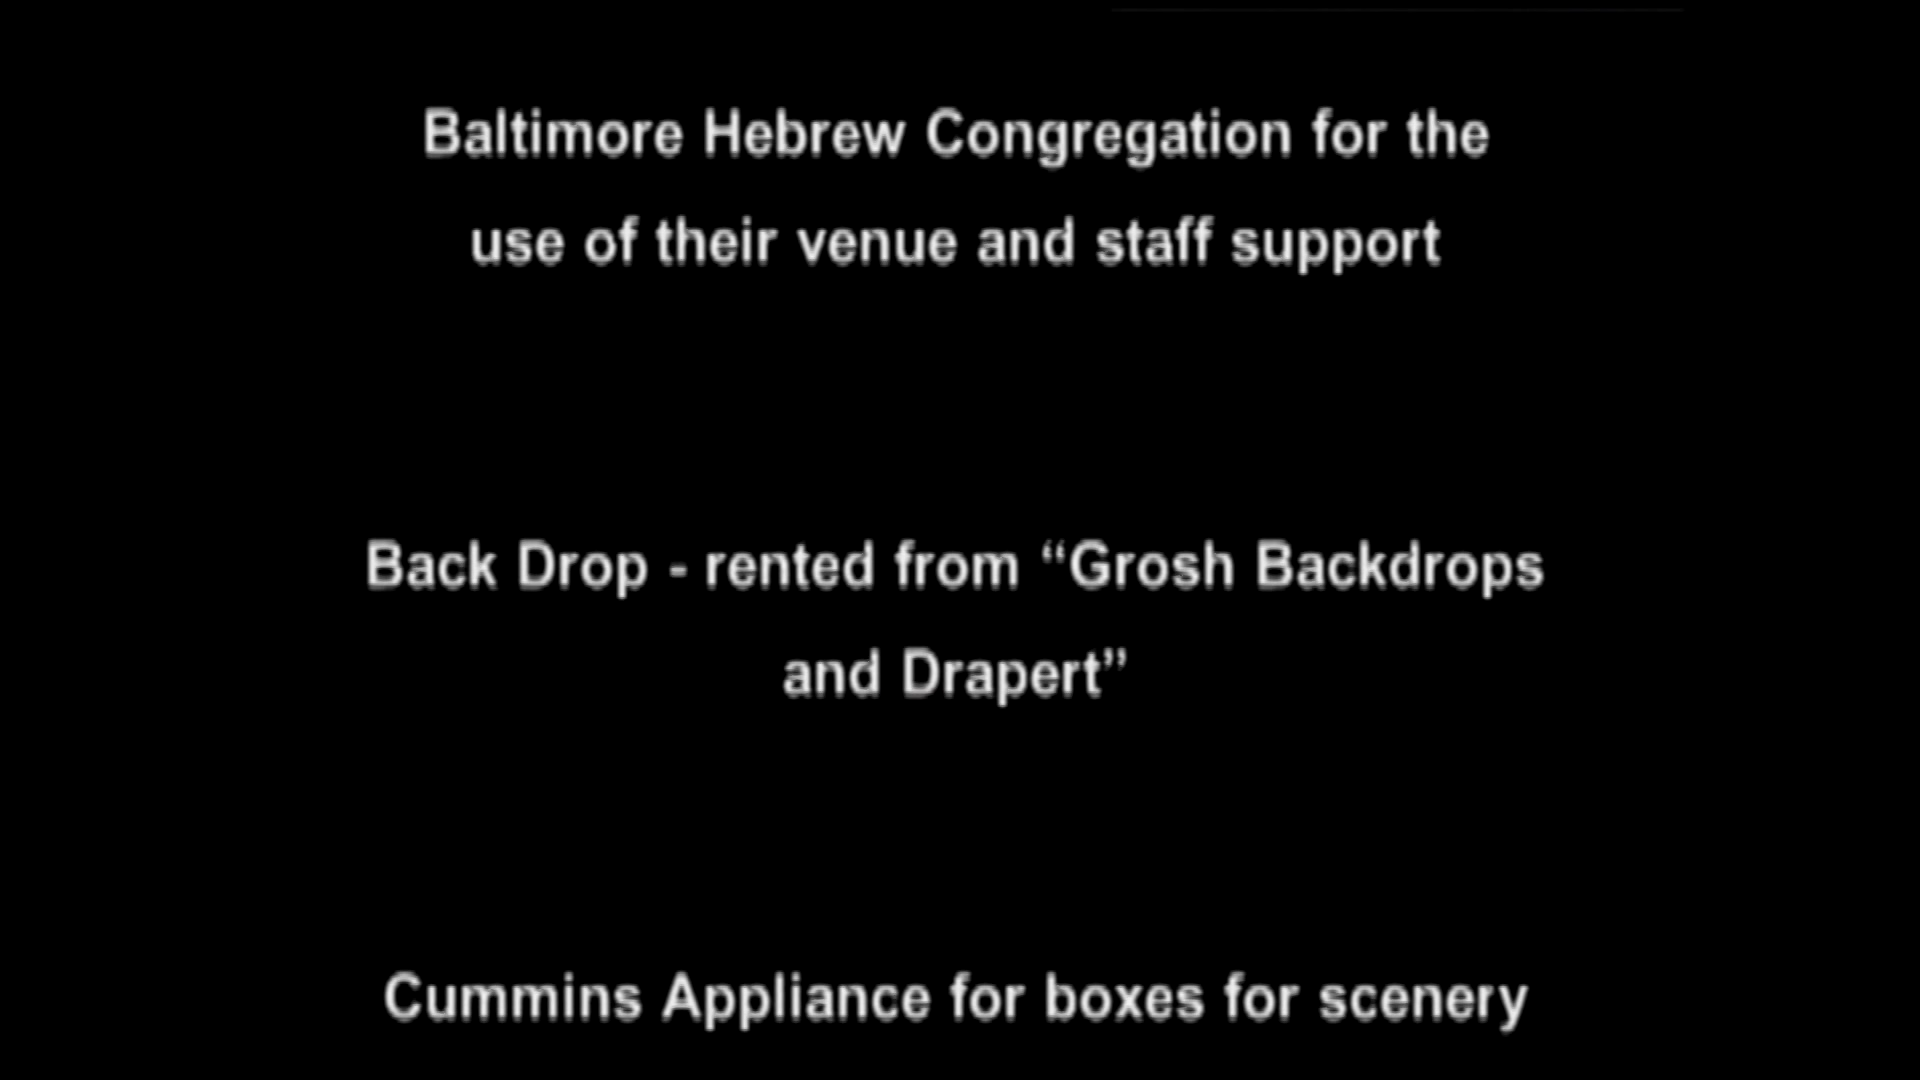 Baltimore Hebrew Congregation for the
use of their venue and staff support
Back Drop - rented from “Grosh Backdrops
and Drapert”
Cummins Appliance for boxes for scenery